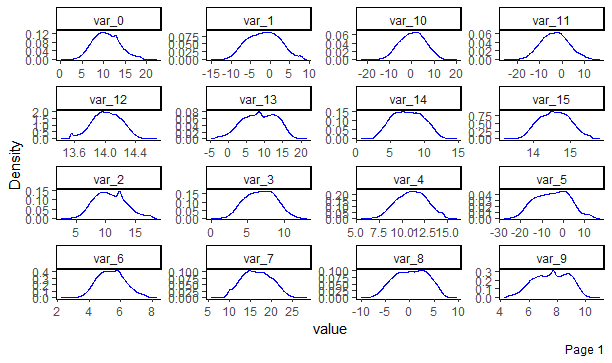 var_0 var_1 var_10 var_11
0.12 0.08 0.04 0.00
0.075 0.050 0.025 0.000
0.06 0.04 0.02 0.00
0.06 0.04 0.02 0.00
0 5 10 15 20 -15 -10 -5 0 5 10 -20 -10 0 10 20 -20 -10 0 10
var_12 var_13 var_14 var_15
2.0 1.5 1.0 0.5 0.0
0.08 0.06 0.04 0.02 0.00
0.15 0.10 0.05 0.00
0.75 0.50 0.25 0.00
13.6 14.0 14.4 -5 0 5 10 15 20 0 5 10 15 14 15
Density
var_2 var_3 var_4 var_5
0.15 0.10 0.05 0.00
0.15 0.10 0.05 0.00
0.20 0.15 0.10 0.05 0.00
0.04 0.03 0.02 0.01 0.00
5 10 15 0 5 10 5.0 7.5 10.0 12.5 15.0 -30 -20 -10 0 10
var_6 var_7 var_8 var_9
0.4 0.3 0.2 0.1 0.0
0.100 0.075 0.050 0.025 0.000
0.100 0.075 0.050 0.025 0.000
0.3 0.2 0.1 0.0
2 4 6 8 5 10 15 20 25 -10 -5 0 5 10 4 6 8 10
value
Page 1